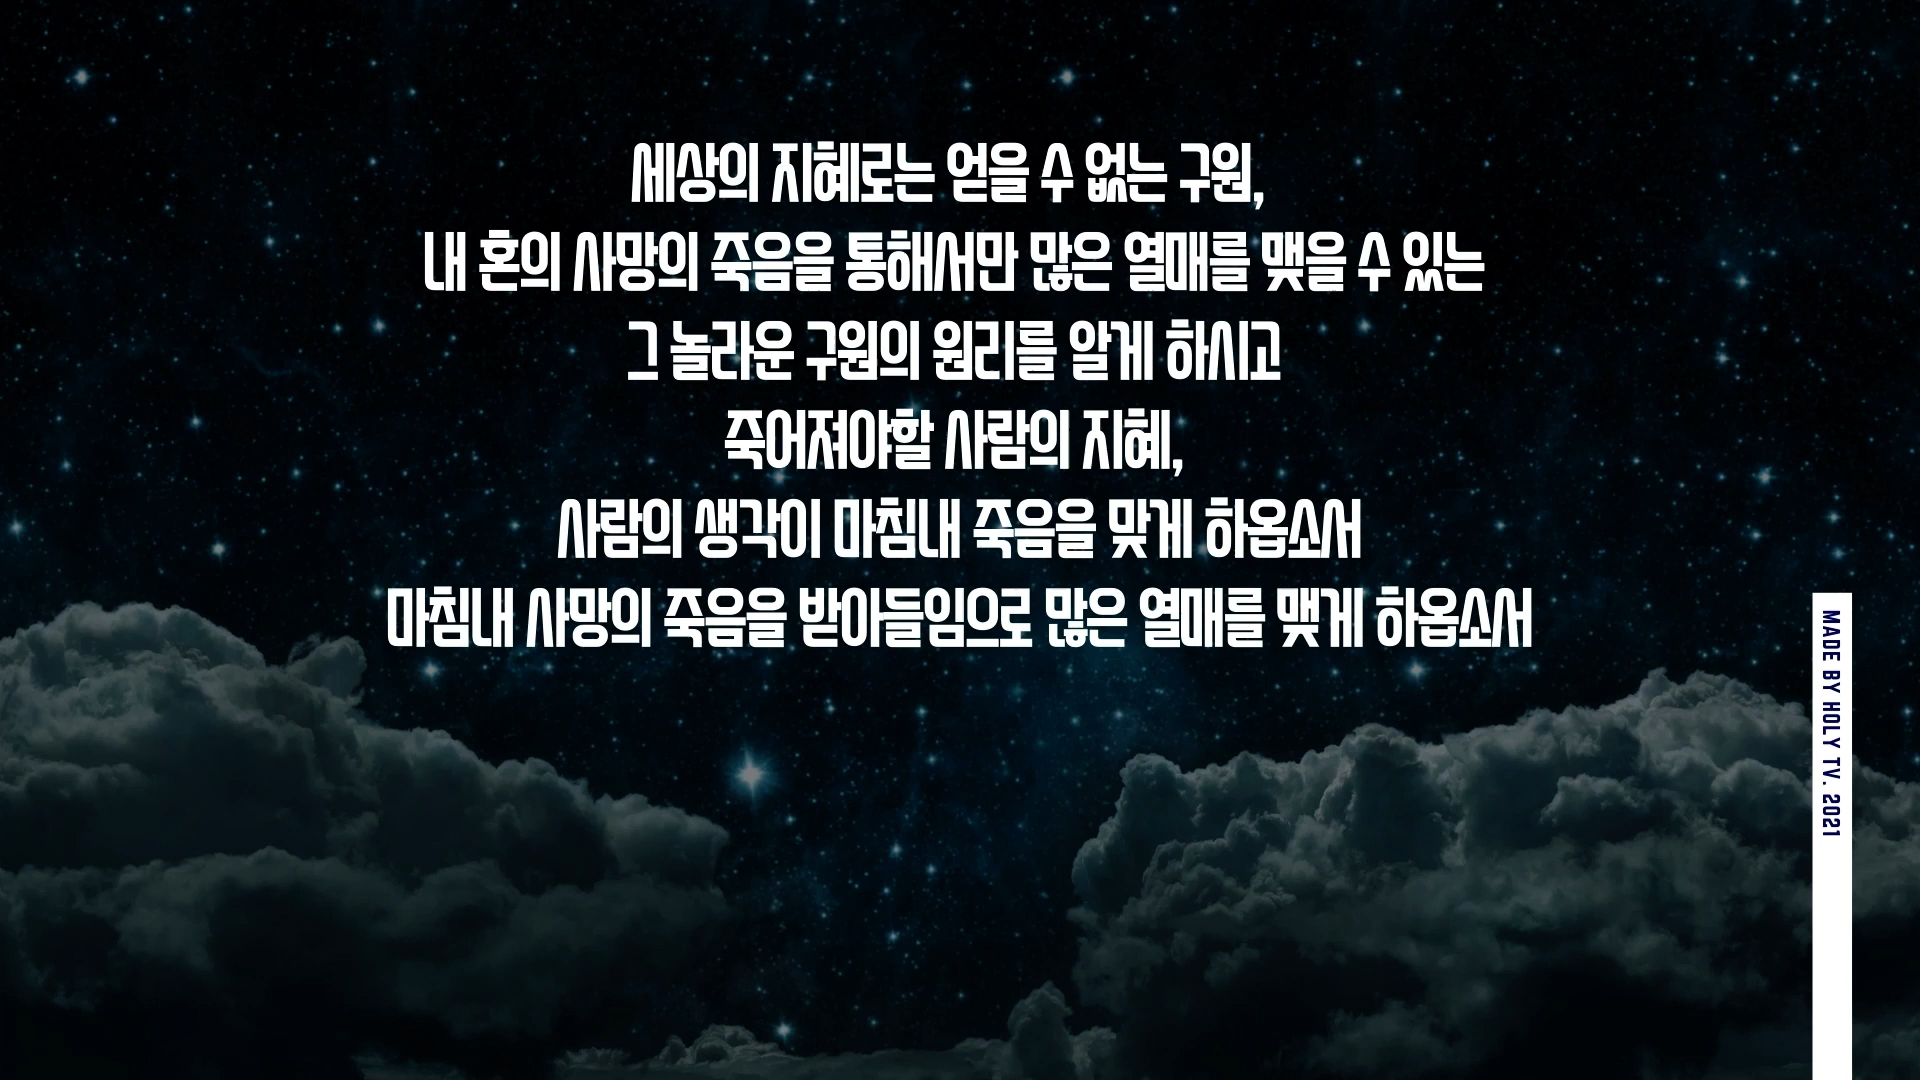 세상의 지혜로는 얻을 수 없는 구원,
내 혼의 사망의 죽음을 통해서만 많은 열매를 맺을 수 있는
그 놀라운 구원의 원리를 알게 하시고
죽어져야할 사람의 지혜,
사람의 생각이 마침내 죽음을 맞게 하옵소서
마침내 사망의 죽음을 받아들임으로 많은 열매를 맺게 하옵소서
MADE BY HOLY TV. 2021